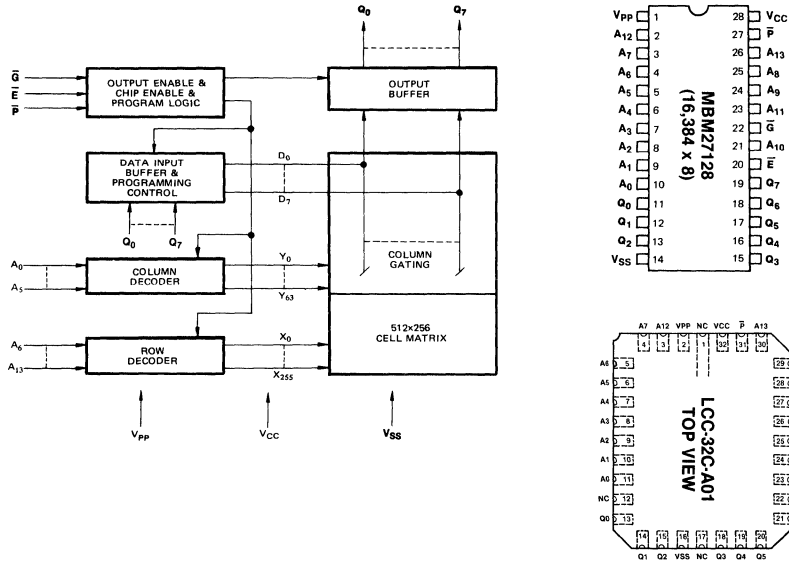 Q0 Q7
G
E
P
OUTPUT ENABLE &
CHIP ENABLE &
PROGRAM LOGIC
OUTPUT
BUFFER
DATA INPUT
BUFFER &
PROGRAMMING
CONTROL
D0
D7
Q0 Q7
COLUMN
GATING
A0
A5
COLUMN
DECODER
Y0
Y63
512×256
CELL MATRIX
A6
A13
ROW
DECODER
X0
X255
VPP VCC VSS
VPP 1 28 VCC
A12 2 27 P
A7 3 26 A13
A6 4 25 A8
A5 5 24 A9
A4 6 23 A11
A3 7 22 G
A2 8 21 A10
A1 9 20 E
A0 10 19 Q7
Q0 11 18 Q6
Q1 12 17 Q5
Q2 13 16 Q4
VSS 14 15 Q3
MBM27128
(16,384 x 8)
A7 A12 VPP NC VCC P A13
4 3 2 1 32 31 30
A6 5 29
A5 6 28
A4 7 27
A3 8 26
A2 9 25
A1 10 24
A0 11 23
NC 12 22
Q0 13 21
LCC-32C-A01
TOP VIEW
14 15 16 17 18 19 20
Q1 Q2 VSS NC Q3 Q4 Q5